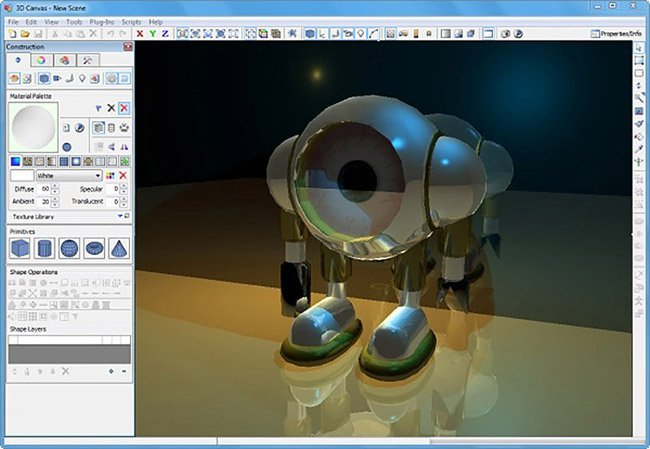 3D Canvas - New Scene
File Edit View Tools Plug-Ins Scripts Help
X Y Z
Properties/Info
Construction
Material Palette
White
Diffuse 60 Specular 0
Ambient 20 Translucent 0
Texture Library
Primitives
Shape Operations
Shape Layers